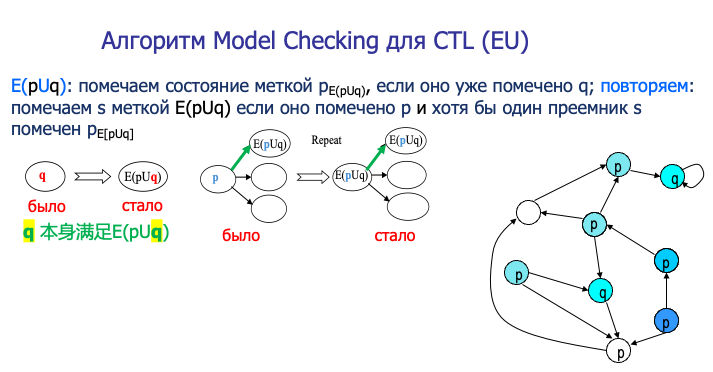 Алгоритм Model Checking для CTL (EU)
E(pUq): помечаем состояние меткой pE(pUq), если оно уже помечено q; повторяем:
помечаем s меткой E(pUq) если оно помечено p и хотя бы один преемник s
помечен pE[pUq]
q
E(pUq)
было
стало
q 本身满足E(pUq)
E(pUq)
p
было
Repeat
E(pUq)
E(pUq)
стало
p
q
p
p
p
q
p
p